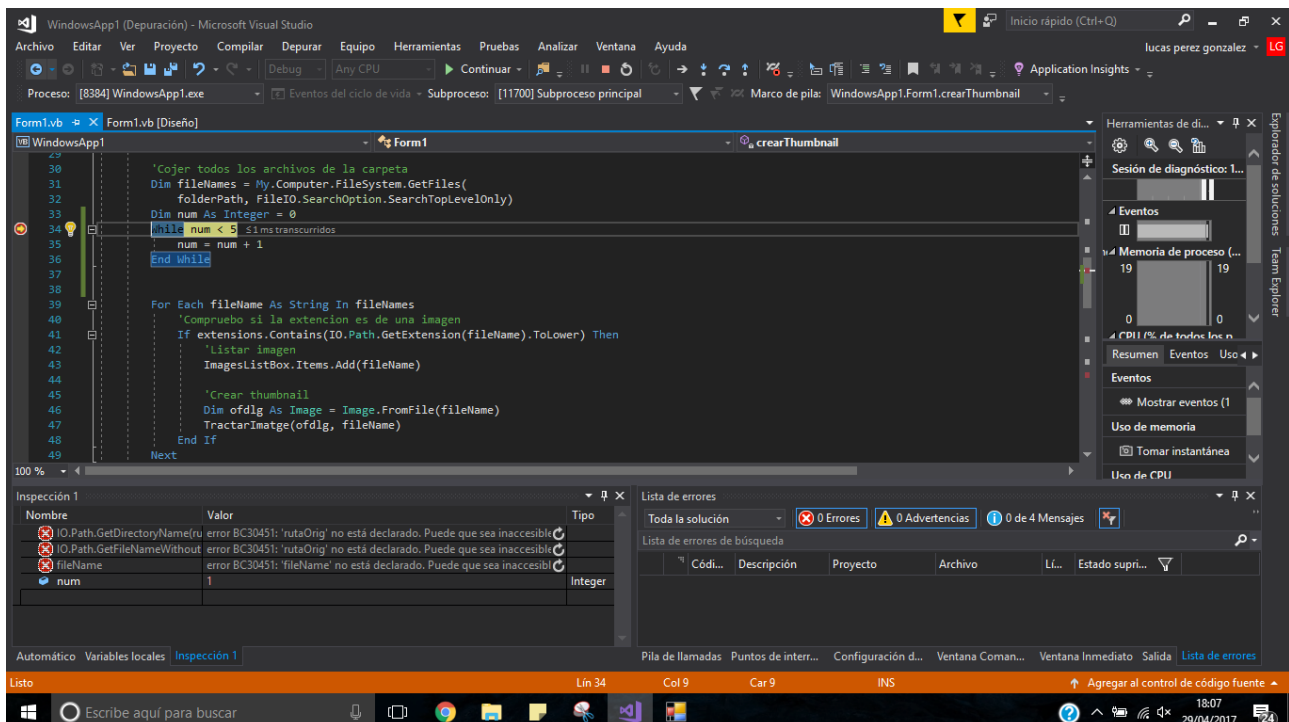 WindowsApp1 (Depuración) - Microsoft Visual Studio
Inicio rápido (Ctrl+Q)
Archivo Editar Ver Proyecto Compilar Depurar Equipo Herramientas Pruebas Analizar Ventana Ayuda
lucas perez gonzalez LG
Debug Any CPU Continuar Application Insights
Proceso: [8384] WindowsApp1.exe Eventos del ciclo de vida Subproceso: [11700] Subproceso principal Marco de pila: WindowsApp1.Form1.crearThumbnail
Form1.vb Form1.vb [Diseño]
VB WindowsApp1 Form1 crearThumbnail
29
30 'Cojer todos los archivos de la carpeta
31 Dim fileNames = My.Computer.FileSystem.GetFiles(
32 folderPath, FileIO.SearchOption.SearchTopLevelOnly)
33 Dim num As Integer = 0
34 While num < 5 ≤1 ms transcurridos
35 num = num + 1
36 End While
37
38
39 For Each fileName As String In fileNames
40 'Compruebo si la extencion es de una imagen
41 If extensions.Contains(IO.Path.GetExtension(fileName).ToLower) Then
42 'Listar imagen
43 ImagesListBox.Items.Add(fileName)
44
45 'Crear thumbnail
46 Dim ofdlg As Image = Image.FromFile(fileName)
47 TractarImatge(ofdlg, fileName)
48 End If
49 Next
100 %
Herramientas de di...
Sesión de diagnóstico: 1...
Eventos
Memoria de proceso (...
19 19
0 0
CPU (% de todos los p...
Resumen Eventos Uso
Eventos
Mostrar eventos (1
Uso de memoria
Tomar instantánea
Uso de CPU
Explorador de soluciones
Team Explorer
Inspección 1
Nombre Valor Tipo
IO.Path.GetDirectoryName(ru error BC30451: 'rutaOrig' no está declarado. Puede que sea inaccesible
IO.Path.GetFileNameWithout error BC30451: 'rutaOrig' no está declarado. Puede que sea inaccesible
fileName error BC30451: 'fileName' no está declarado. Puede que sea inaccesibl
num 1 Integer
Automático Variables locales Inspección 1
Lista de errores
Toda la solución 0 Errores 0 Advertencias 0 de 4 Mensajes
Lista de errores de búsqueda
Códi... Descripción Proyecto Archivo Lí... Estado supri...
Pila de llamadas Puntos de interr... Configuración d... Ventana Coman... Ventana Inmediato Salida Lista de errores
Listo Lín 34 Col 9 Car 9 INS Agregar al control de código fuente
Escribe aquí para buscar
18:07
29/04/2017
24